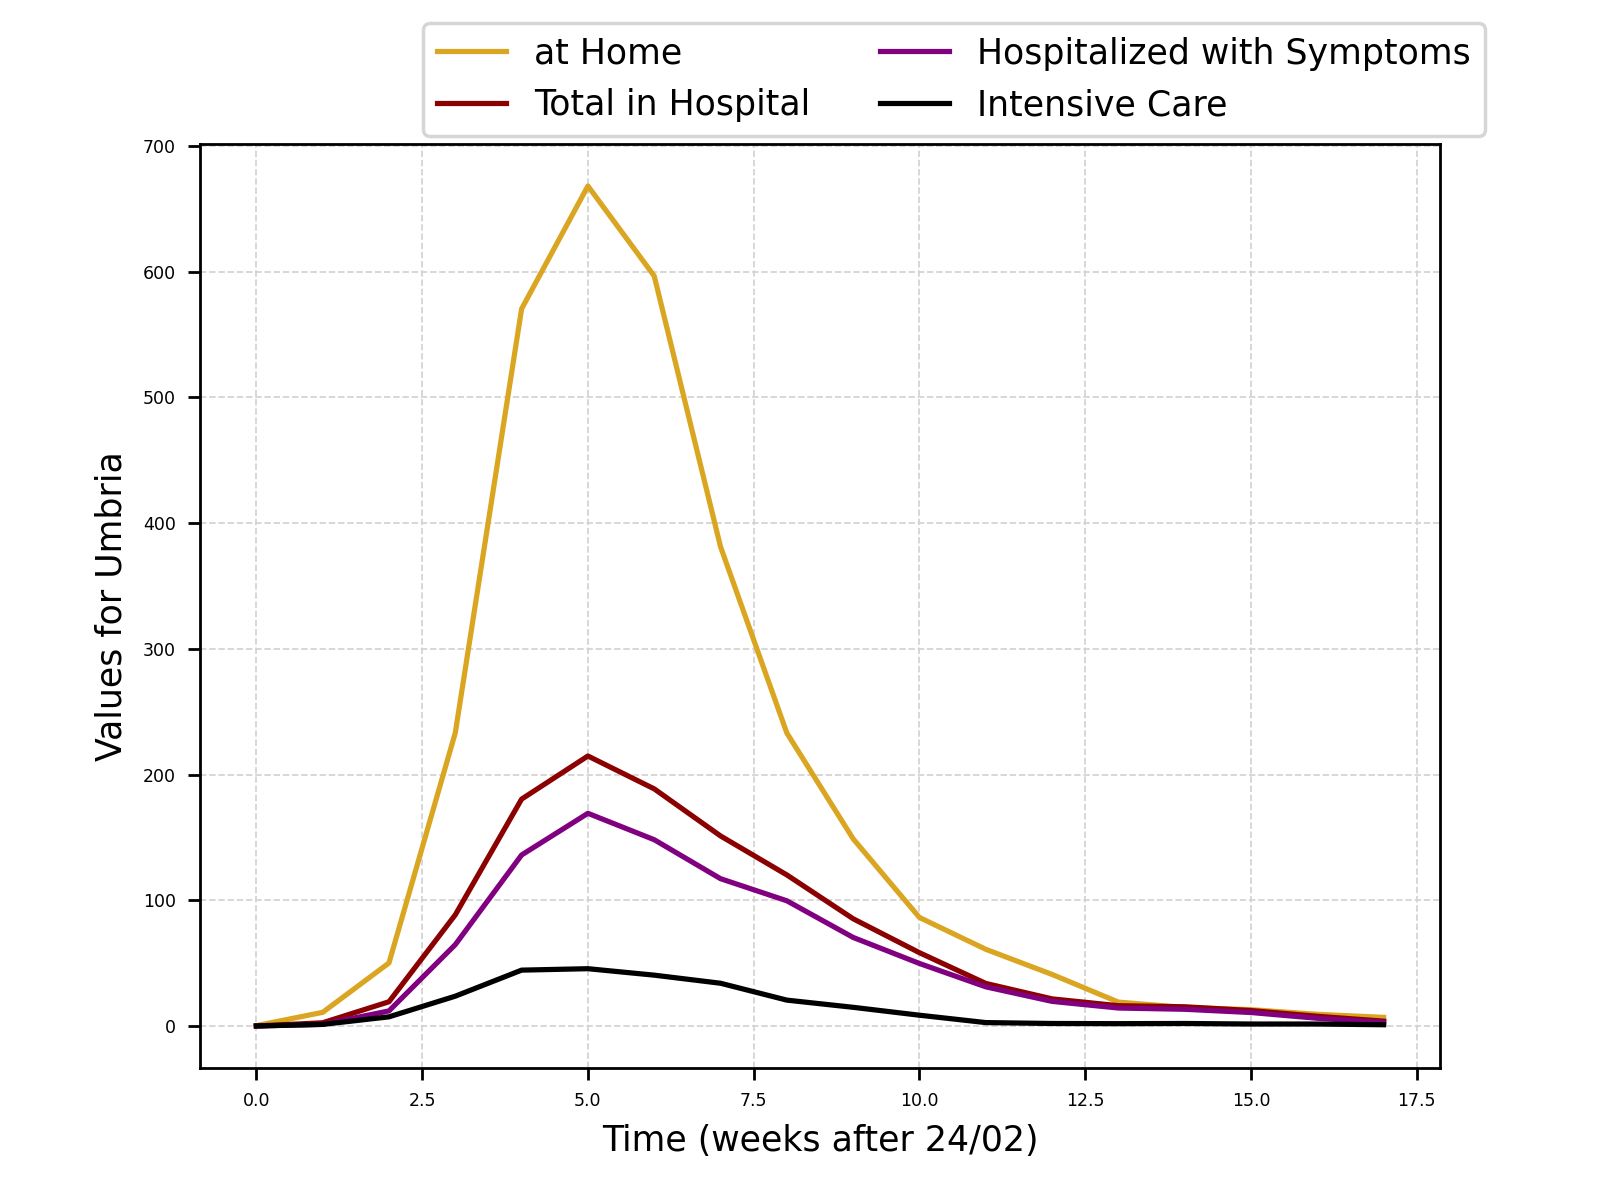 at Home
Hospitalized with Symptoms
Total in Hospital
Intensive Care
700
600
500
400
300
200
100
0
Values for Umbria
0.0 2.5 5.0 7.5 10.0 12.5 15.0 17.5
Time (weeks after 24/02)